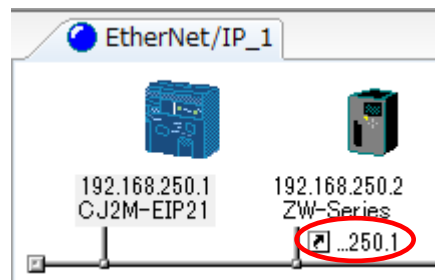 EtherNet/IP_1
192.168.250.1
CJ2M-EIP21
192.168.250.2
ZW-Series
...250.1